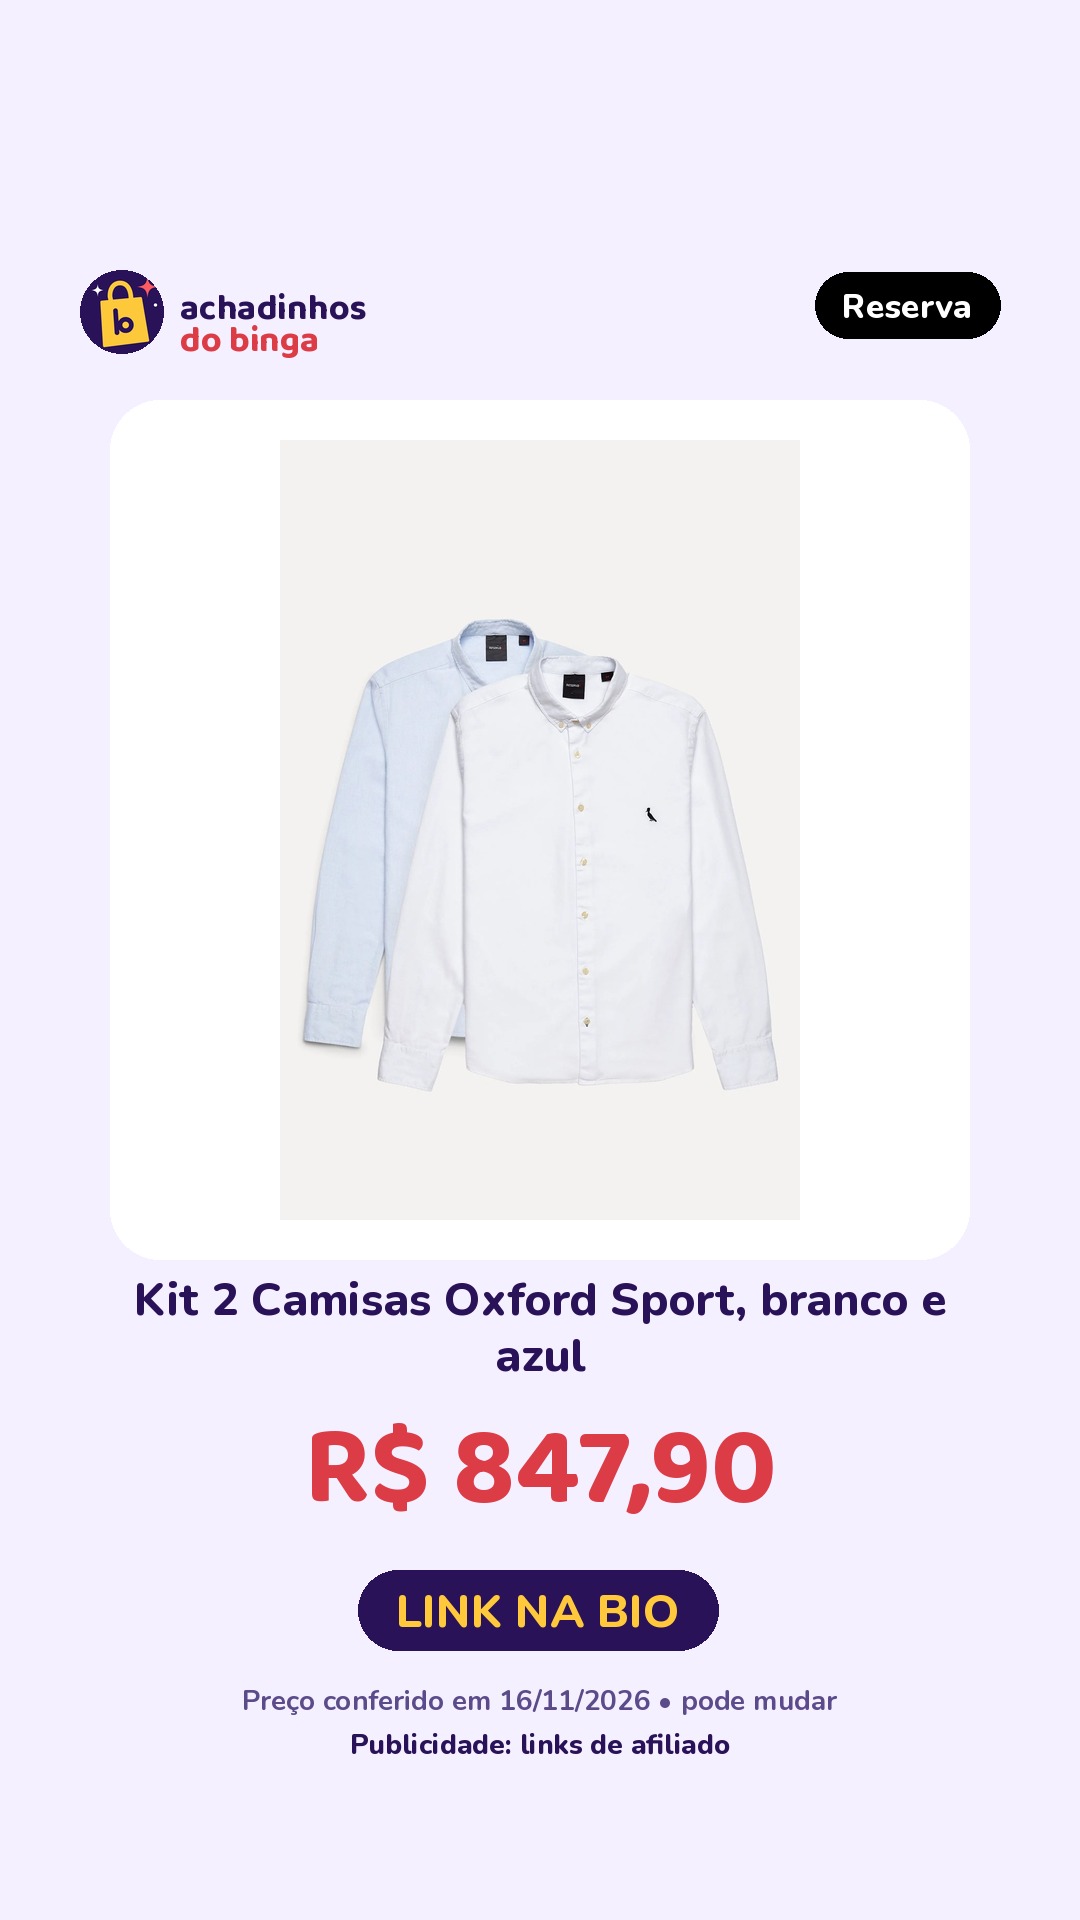 achadinhos
do binga
Reserva
Kit 2 Camisas Oxford Sport, branco e
azul
R$ 847,90
LINK NA BIO
Preço conferido em 16/11/2026 • pode mudar
Publicidade: links de afiliado